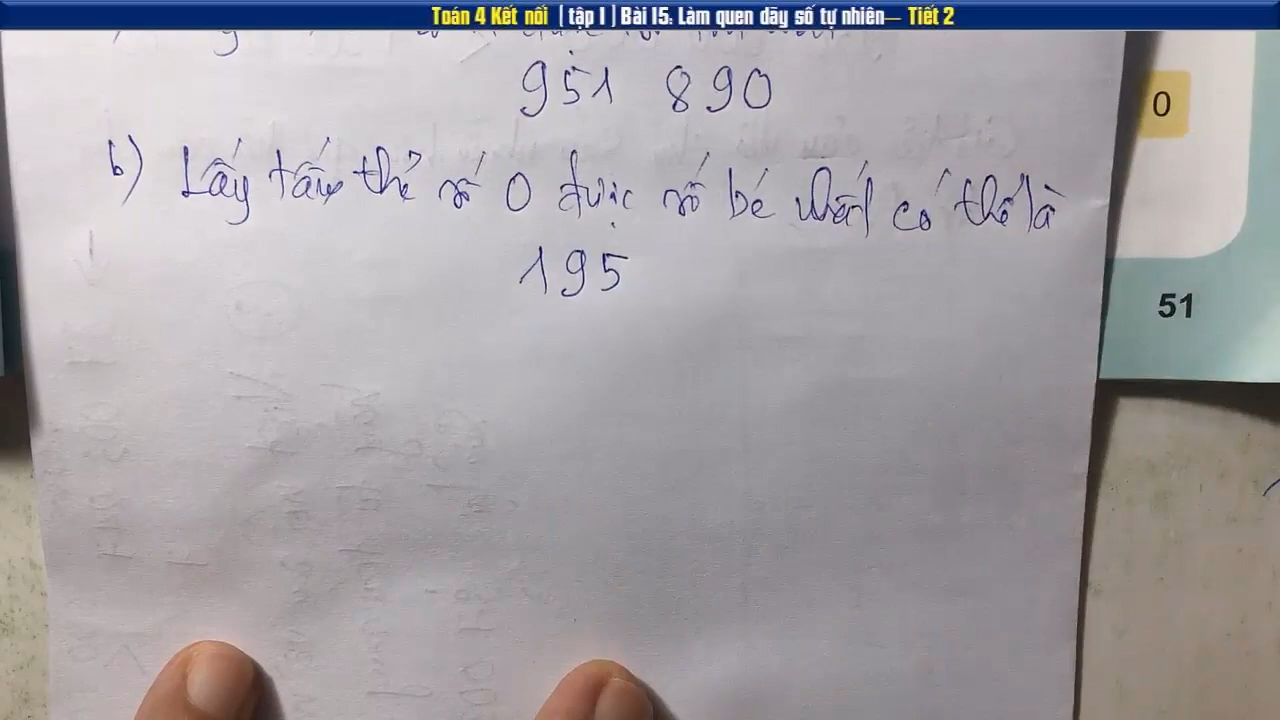 Toán 4 Kết nối [ tập 1 ] Bài 15: Làm quen dãy số tự nhiên– Tiết 2
951 890
0
b) Lấy tấm thẻ số 0 được số bé nhất có thể là
195
51